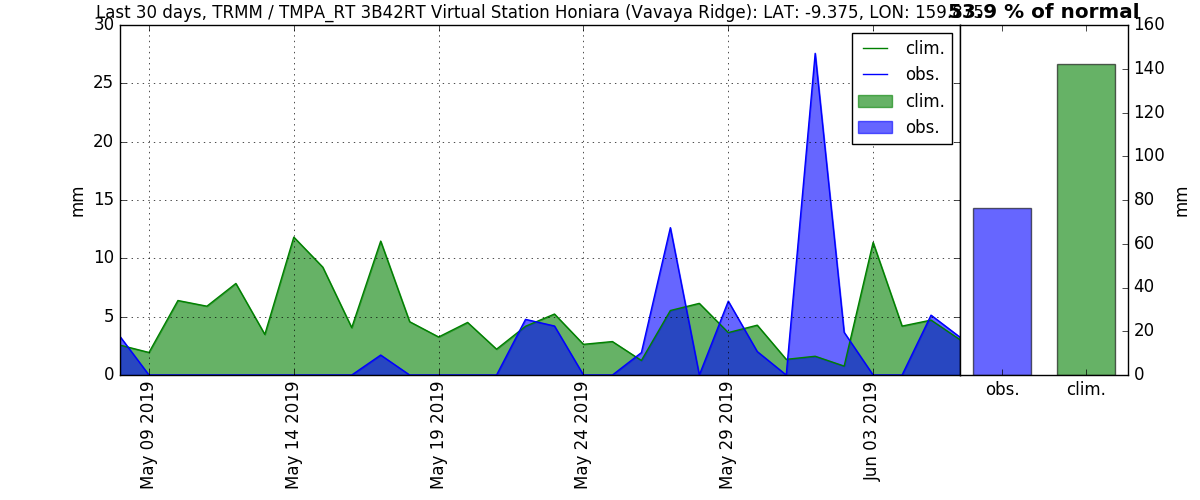 Last 30 days, TRMM / TMPA_RT 3B42RT Virtual Station Honiara (Vavaya Ridge): LAT: -9.375, LON:
53.9 % of normal
30
25
20
15
10
5
0
mm
clim.
obs.
clim.
obs.
160
140
120
100
80
60
40
20
0
mm
May 09 2019
May 14 2019
May 19 2019
May 24 2019
May 29 2019
Jun 03 2019
obs.
clim.